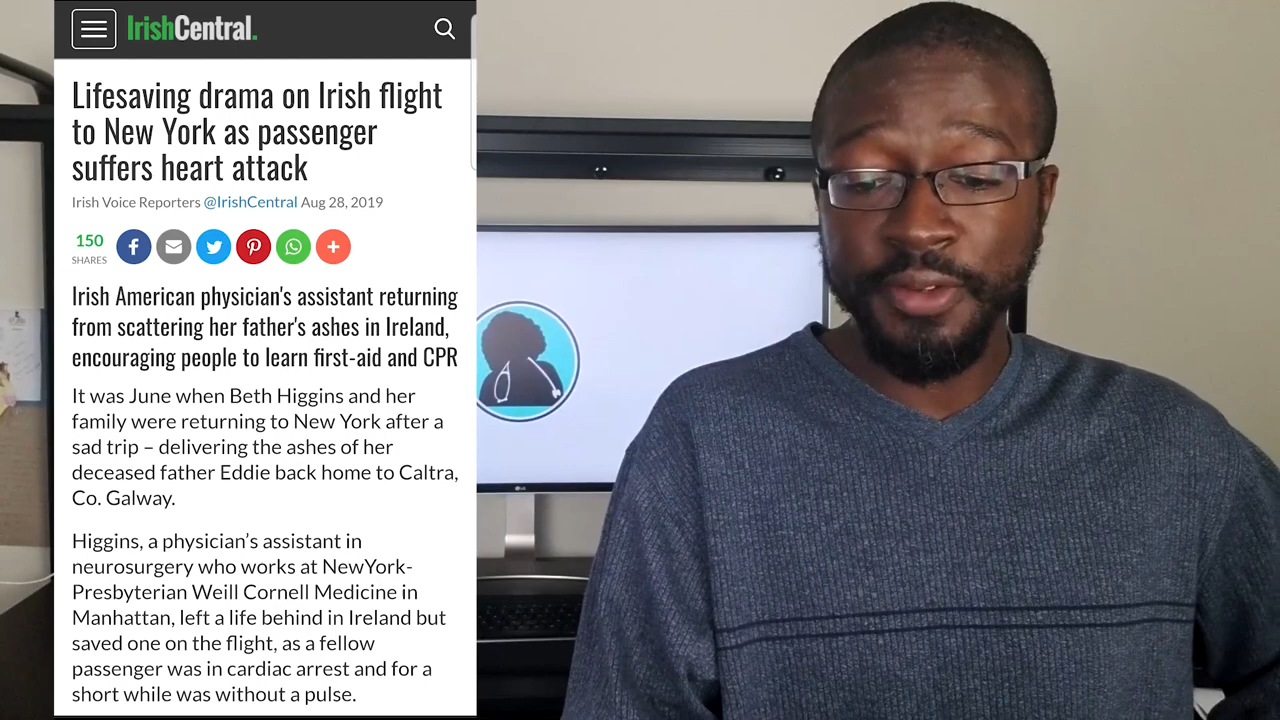 IrishCentral.
Lifesaving drama on Irish flight
to New York as passenger
suffers heart attack
Irish Voice Reporters @IrishCentral Aug 28, 2019
150
SHARES
Irish American physician's assistant returning
from scattering her father's ashes in Ireland,
encouraging people to learn first-aid and CPR
It was June when Beth Higgins and her
family were returning to New York after a
sad trip – delivering the ashes of her
deceased father Eddie back home to Caltra,
Co. Galway.
Higgins, a physician’s assistant in
neurosurgery who works at NewYork-
Presbyterian Weill Cornell Medicine in
Manhattan, left a life behind in Ireland but
saved one on the flight, as a fellow
passenger was in cardiac arrest and for a
short while was without a pulse.
LG